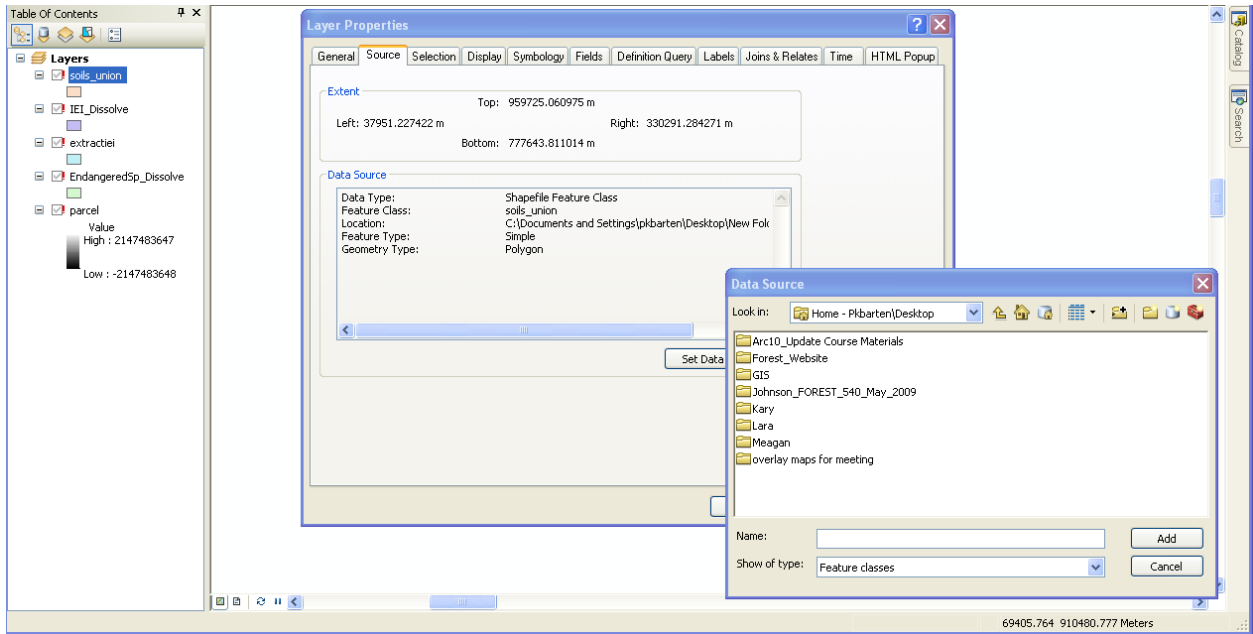 Table Of Contents
Layers
soils_union
IEI_Dissolve
extractiei
EndangeredSp_Dissolve
parcel
Value
High : 2147483647
Low : -2147483648
Layer Properties
General Source Selection Display Symbology Fields Definition Query Labels Joins & Relates Time HTML Popup
Extent
Top: 959725.060975 m
Left: 37951.227422 m Right: 330291.284271 m
Bottom: 777643.811014 m
Data Source
Data Type: Shapefile Feature Class
Feature Class: soils_union
Location: C:\Documents and Settings\pkbarten\Desktop\New Fold
Feature Type: Simple
Geometry Type: Polygon
Set Data
Data Source
Look in: Home - Pkbarten\Desktop
Arc10_Update Course Materials
Forest_Website
GIS
Johnson_FOREST_540_May_2009
Kary
Lara
Meagan
overlay maps for meeting
Name: Add
Show of type: Feature classes Cancel
Catalog
Search
69405.764 910480.777 Meters